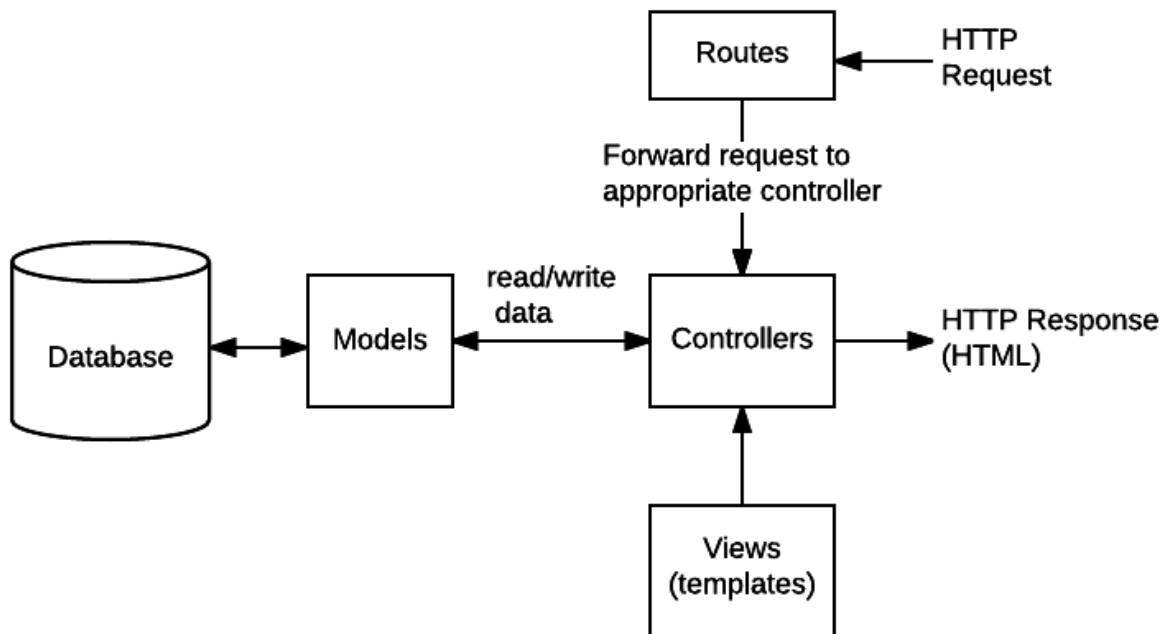 Routes
HTTP
Request
Forward request to
appropriate controller
Database
Models
read/write
data
Controllers
HTTP Response
(HTML)
Views
(templates)